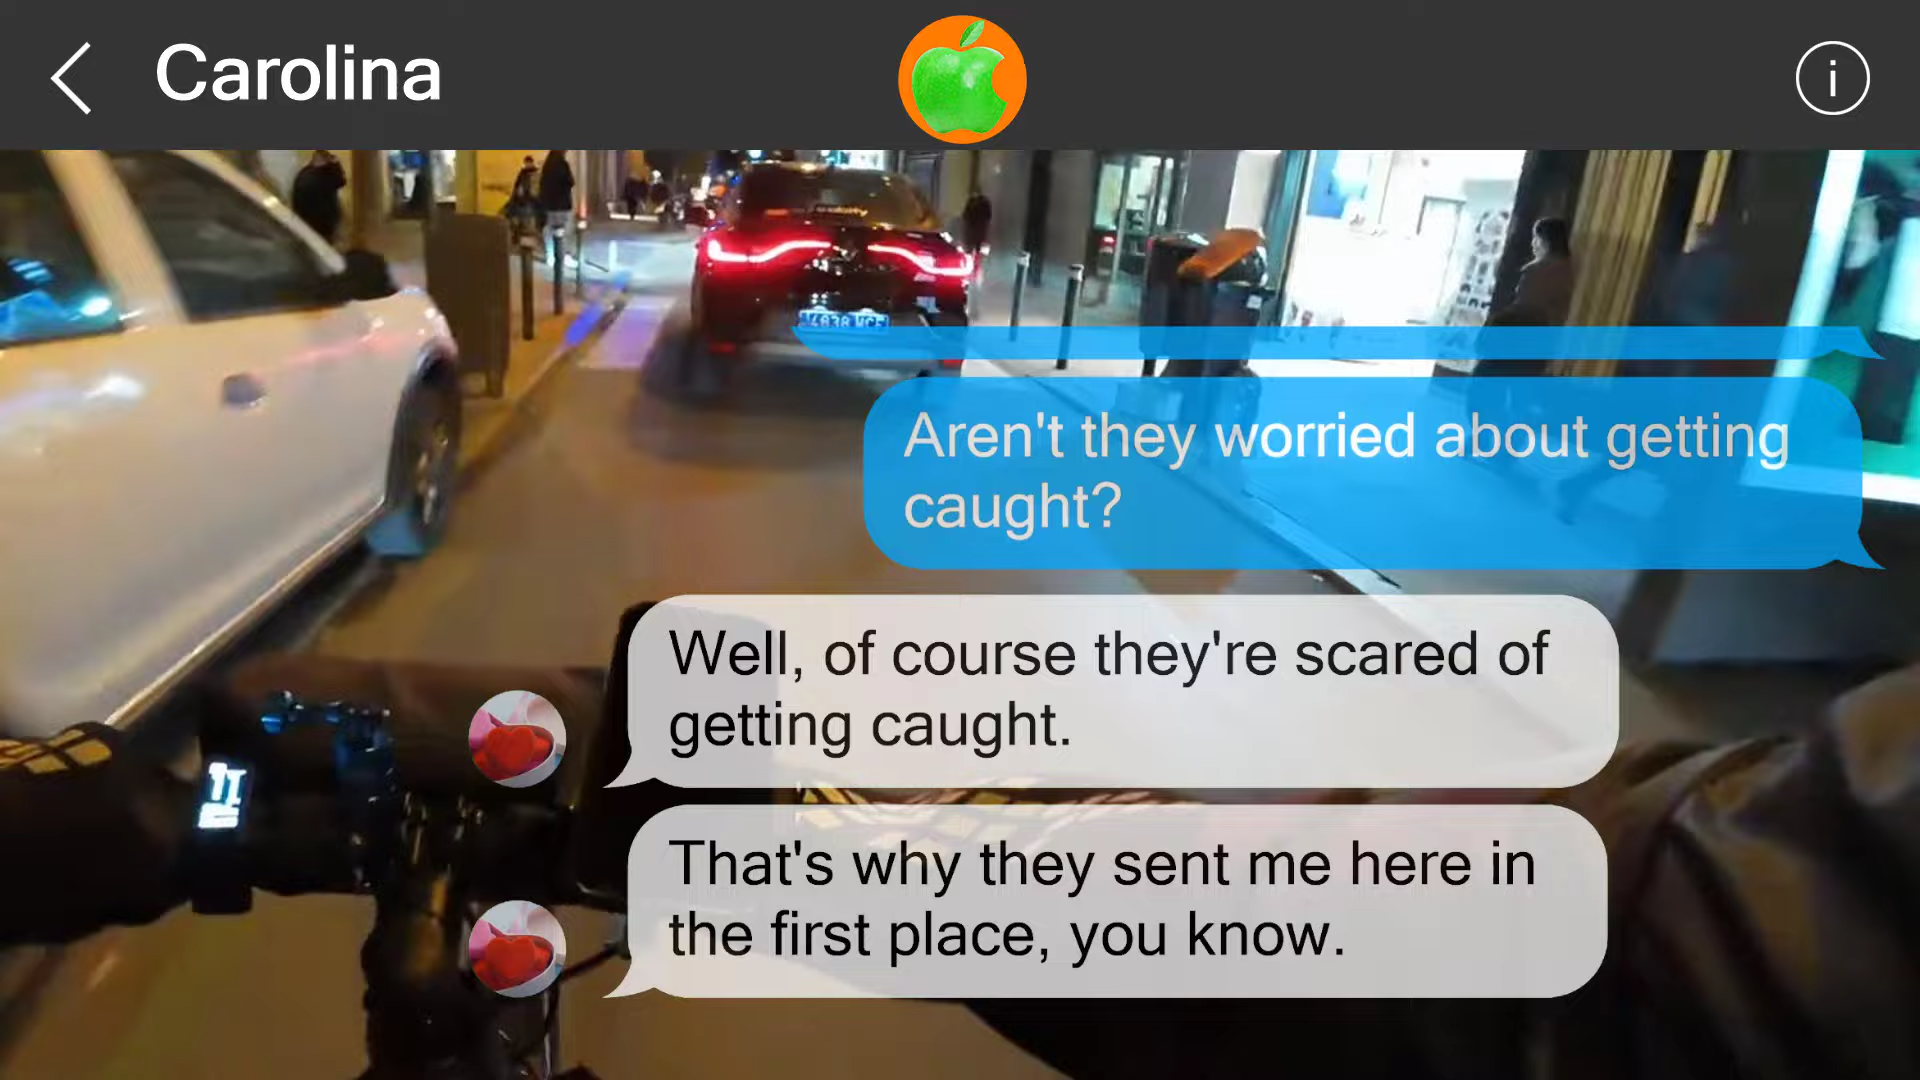 Carolina
i
Aren't they worried about getting
caught?
Well, of course they're scared of
getting caught.
That's why they sent me here in
the first place, you know.